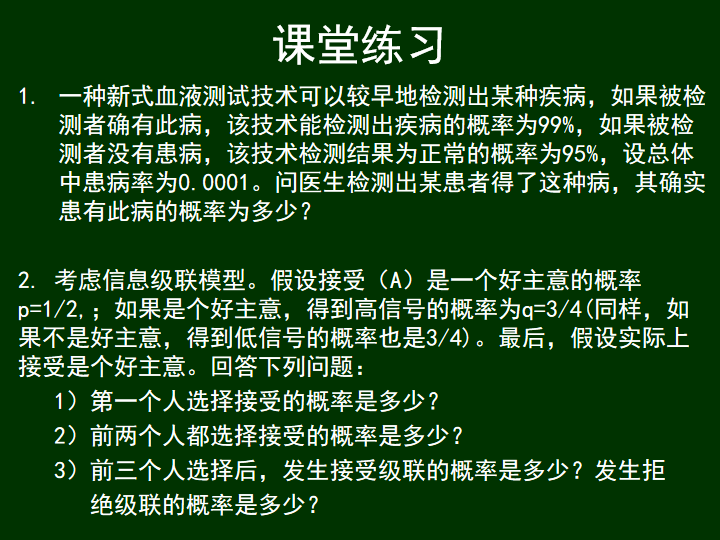 课堂练习
1. 一种新式血液测试技术可以较早地检测出某种疾病，如果被检
测者确有此病，该技术能检测出疾病的概率为99%，如果被检
测者没有患病，该技术检测结果为正常的概率为95%，设总体
中患病率为0.0001。问医生检测出某患者得了这种病，其确实
患有此病的概率为多少？
2. 考虑信息级联模型。假设接受（A）是一个好主意的概率
p=1/2,；如果是个好主意，得到高信号的概率为q=3/4(同样，如
果不是好主意，得到低信号的概率也是3/4)。最后，假设实际上
接受是个好主意。回答下列问题：
1）第一个人选择接受的概率是多少？
2）前两个人都选择接受的概率是多少？
3）前三个人选择后，发生接受级联的概率是多少？发生拒
绝级联的概率是多少？